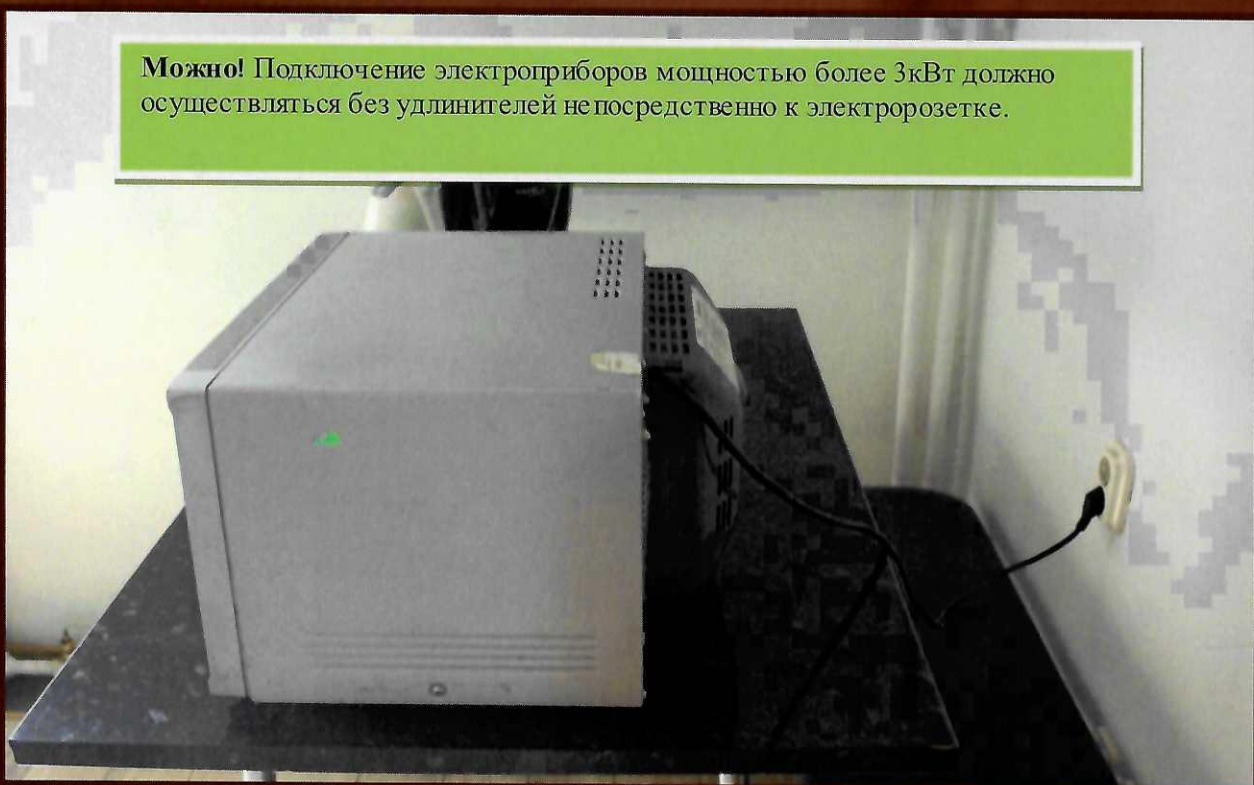 Можно! Подключение электроприборов мощностью более 3кВт должно
осуществляться без удлинителей непосредственно к электророзетке.